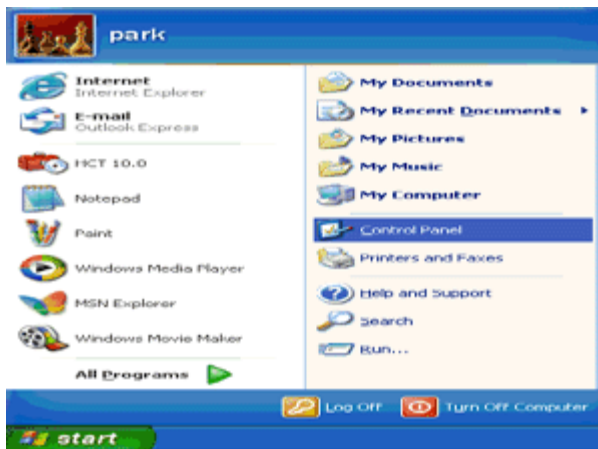 park
Internet
Internet Explorer
E-mail
Outlook Express
HCT 10.0
Notepad
Paint
Windows Media Player
MSN Explorer
Windows Movie Maker
All Programs
My Documents
My Recent Documents
My Pictures
My Music
My Computer
Control Panel
Printers and Faxes
Help and Support
Search
Run...
Log Off
Turn Off Computer
start